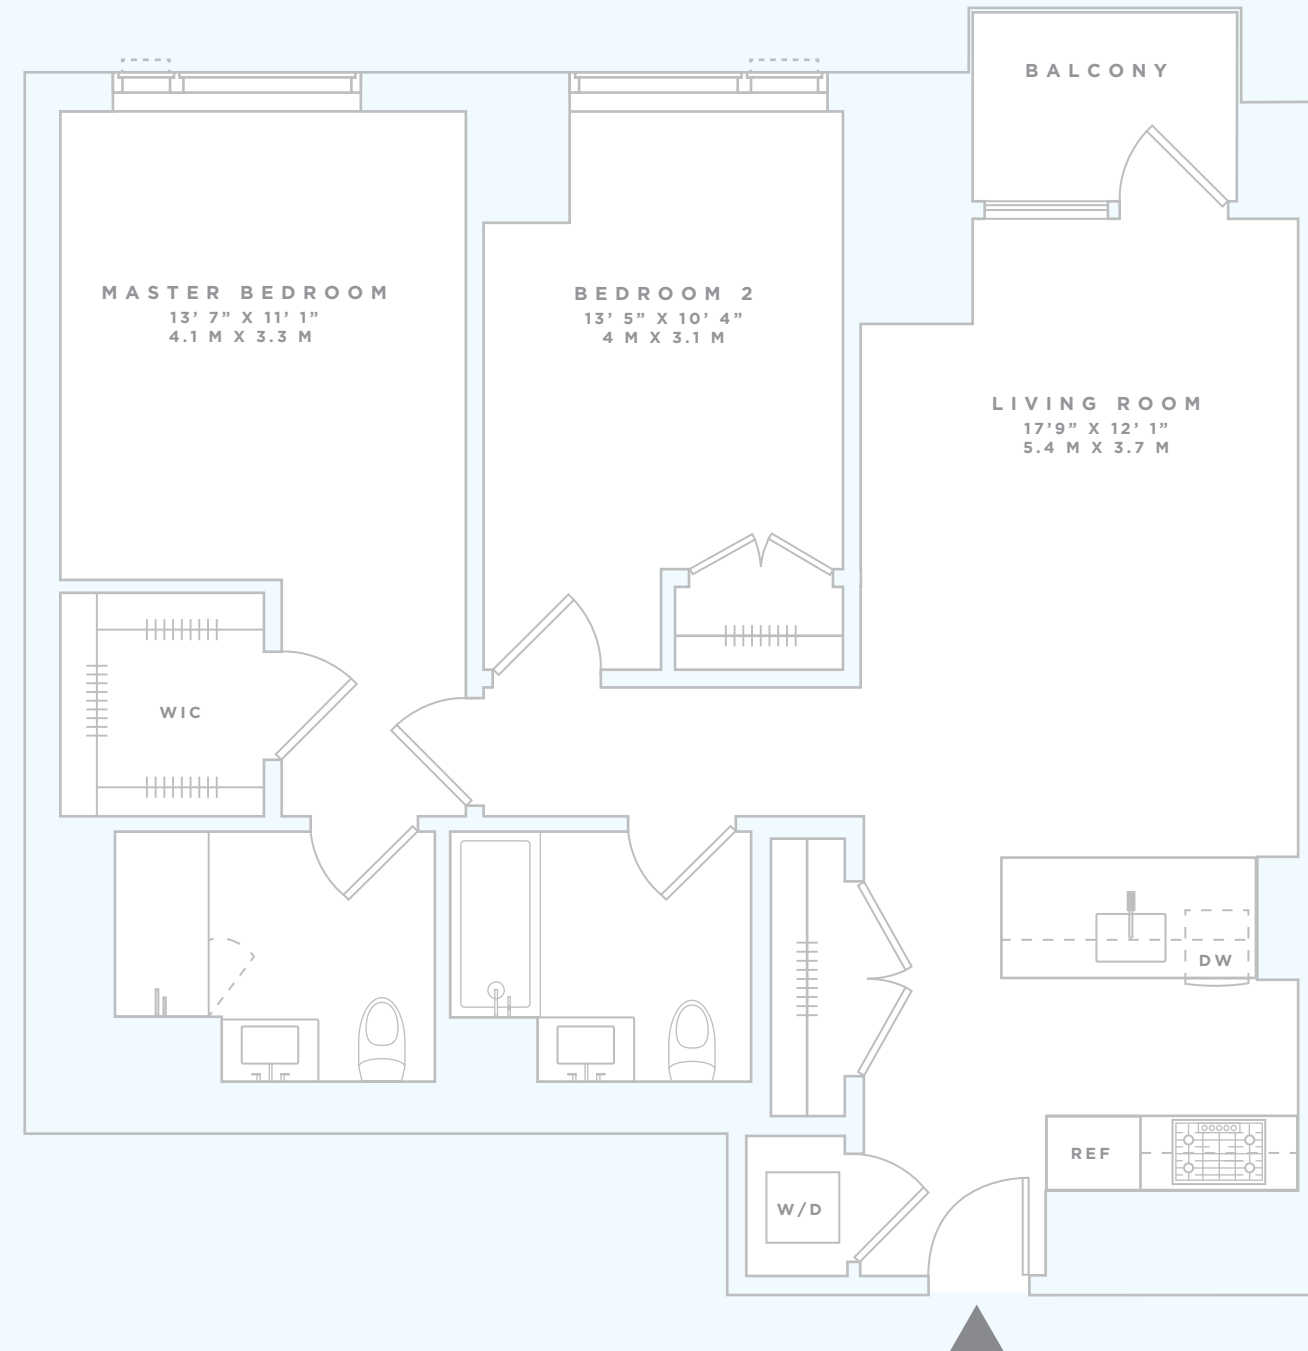 BALCONY
MASTER BEDROOM
13’ 7” X 11’ 1”
4.1 M X 3.3 M
BEDROOM 2
13’ 5” X 10’ 4”
4 M X 3.1 M
LIVING ROOM
17’9” X 12’ 1”
5.4 M X 3.7 M
WIC
DW
REF
W/D